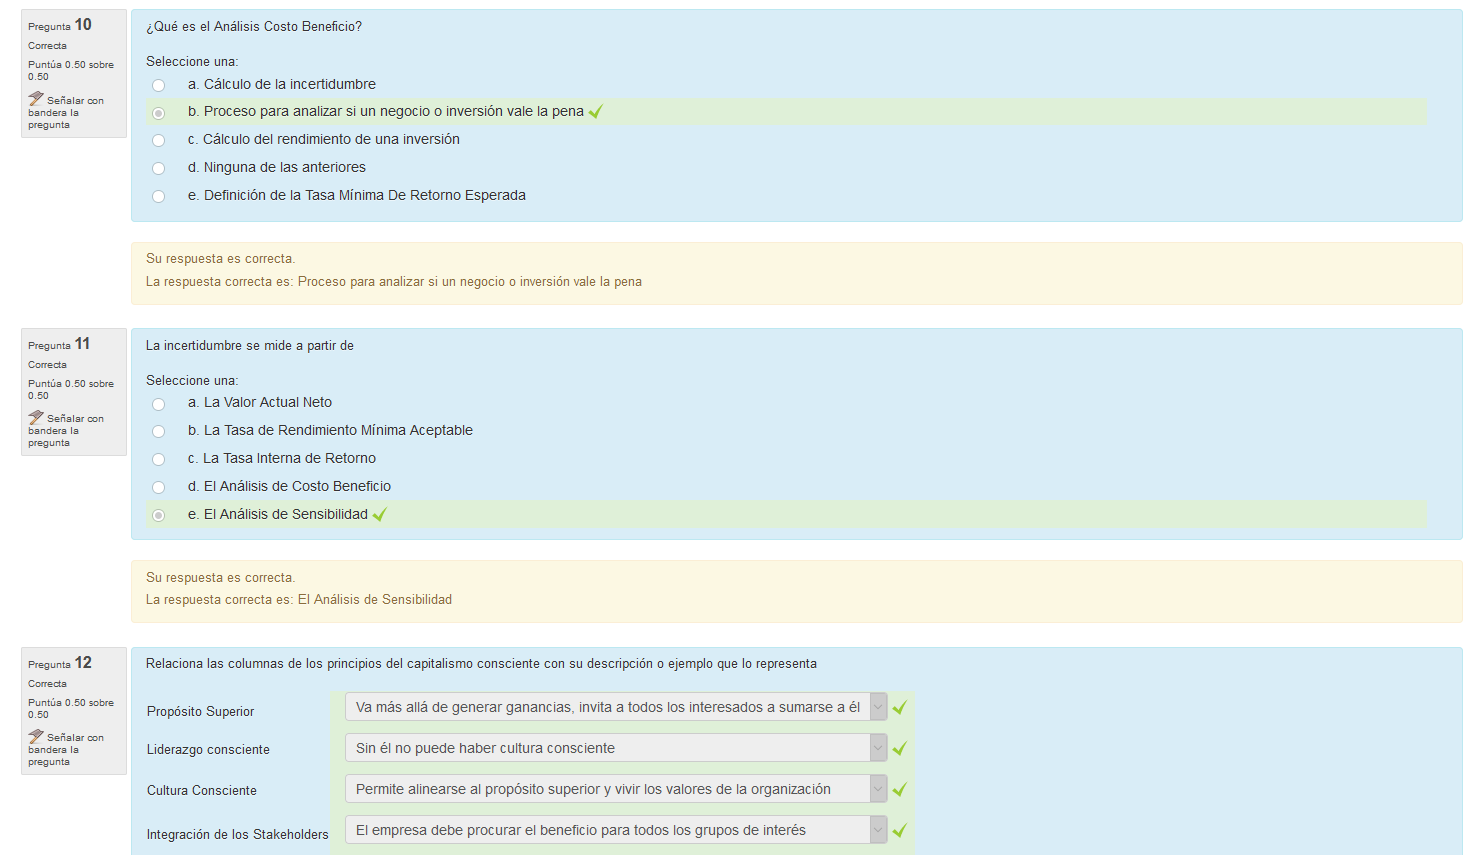 Pregunta 10
Correcta
Puntúa 0.50 sobre
0.50
Señalar con
bandera la
pregunta
¿Qué es el Análisis Costo Beneficio?
Seleccione una:
a. Cálculo de la incertidumbre
b. Proceso para analizar si un negocio o inversión vale la pena
c. Cálculo del rendimiento de una inversión
d. Ninguna de las anteriores
e. Definición de la Tasa Mínima De Retorno Esperada
Su respuesta es correcta.
La respuesta correcta es: Proceso para analizar si un negocio o inversión vale la pena
Pregunta 11
Correcta
Puntúa 0.50 sobre
0.50
Señalar con
bandera la
pregunta
La incertidumbre se mide a partir de
Seleccione una:
a. La Valor Actual Neto
b. La Tasa de Rendimiento Mínima Aceptable
c. La Tasa Interna de Retorno
d. El Análisis de Costo Beneficio
e. El Análisis de Sensibilidad
Su respuesta es correcta.
La respuesta correcta es: El Análisis de Sensibilidad
Pregunta 12
Correcta
Puntúa 0.50 sobre
0.50
Señalar con
bandera la
pregunta
Relaciona las columnas de los principios del capitalismo consciente con su descripción o ejemplo que lo representa
Propósito Superior Va más allá de generar ganancias, invita a todos los interesados a sumarse a él
Liderazgo consciente Sin él no puede haber cultura consciente
Cultura Consciente Permite alinearse al propósito superior y vivir los valores de la organización
Integración de los Stakeholders El empresa debe procurar el beneficio para todos los grupos de interés